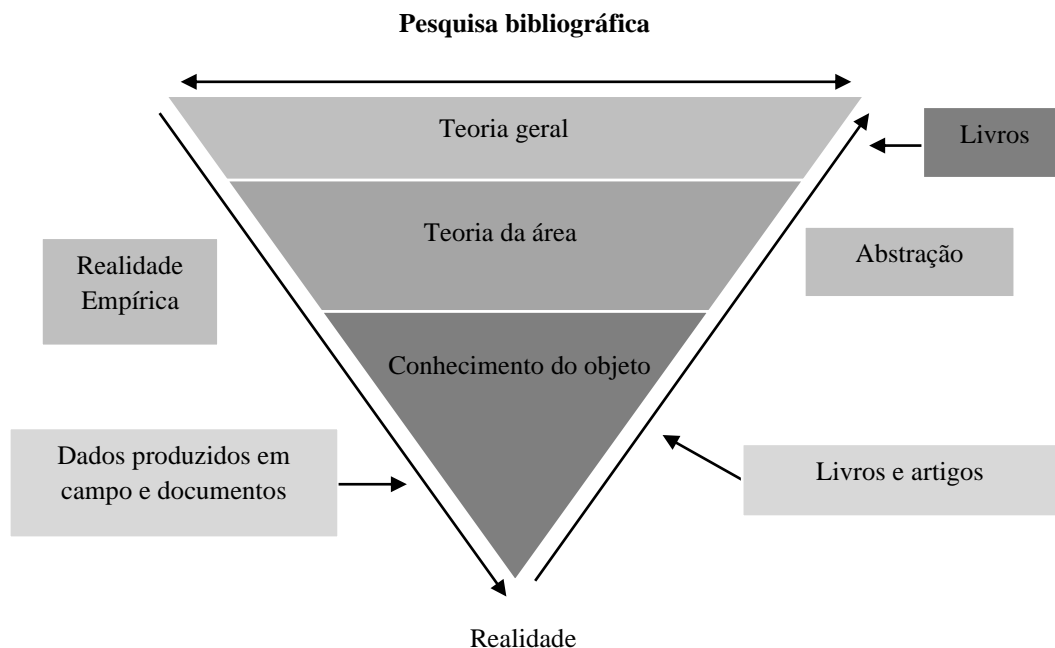 Pesquisa bibliográfica
Teoria geral
Livros
Teoria da área
Realidade
Empírica
Abstração
Conhecimento do objeto
Dados produzidos em
campo e documentos
Livros e artigos
Realidade